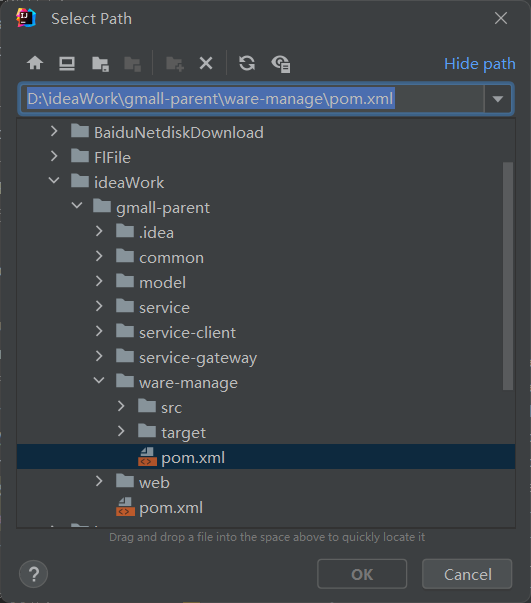 Select Path
Hide path
D:\ideaWork\gmall-parent\ware-manage\pom.xml
BaiduNetdiskDownload
FlFile
ideaWork
gmall-parent
.idea
common
model
service
service-client
service-gateway
ware-manage
src
target
pom.xml
web
pom.xml
Drag and drop a file into the space above to quickly locate it
?
OK
Cancel